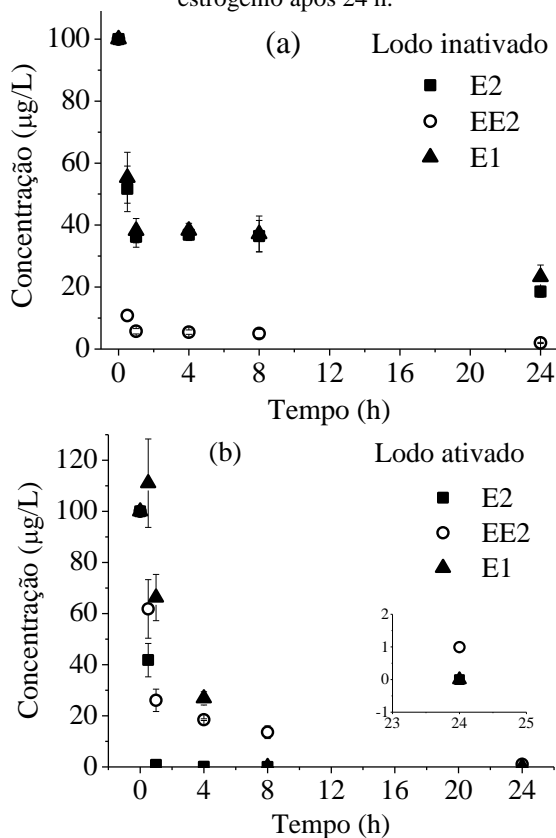 estrogênio após 24 h.
(a) Lodo inativado
E2
EE2
E1
Concentração (µg/L)
100
80
60
40
20
0
0 4 8 12 16 20 24
Tempo (h)
(b) Lodo ativado
E2
EE2
E1
Concentração (µg/L)
120
100
80
60
40
20
0
2
1
0
-1
23 24 25
0 4 8 12 16 20 24
Tempo (h)